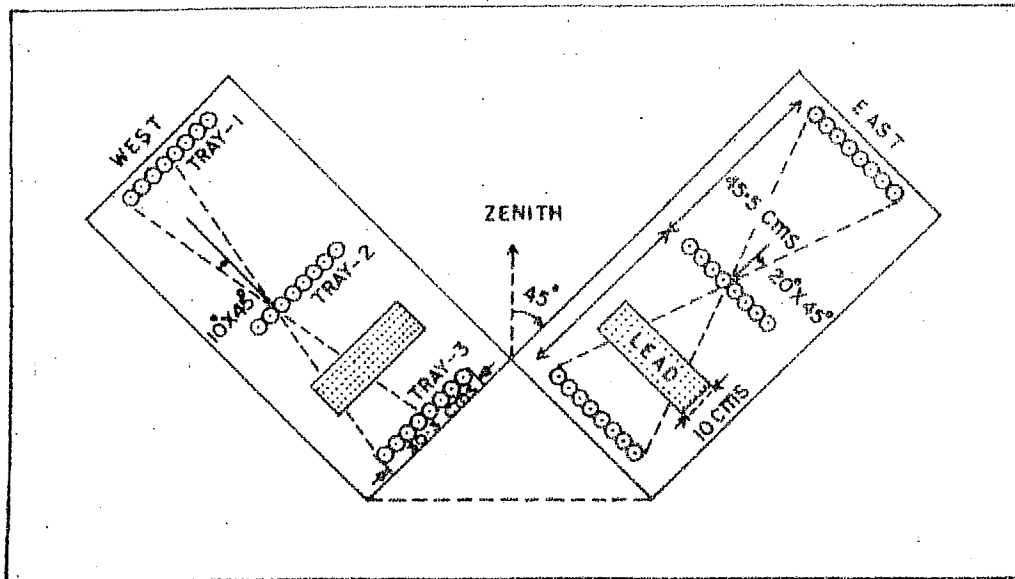 WEST
TRAY-1
10°X45°
TRAY-2
TRAY-3
ZENITH
45°
EAST
45.5 CMS
20°X45°
LEAD
10 CMS